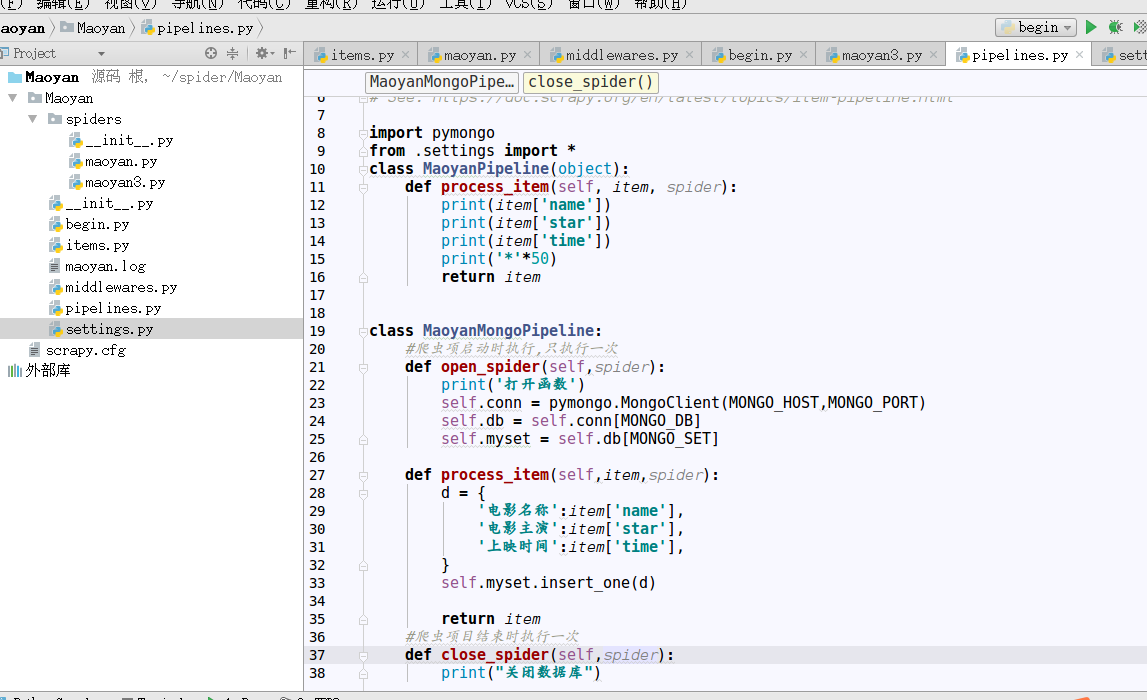 (F) 编辑(E) 视图(V) 导航(N) 代码(C) 重构(R) 运行(U) 工具(T) VCS(S) 窗口(W) 帮助(H)
aoyan Maoyan pipelines.py begin
Project items.py maoyan.py middlewares.py begin.py maoyan3.py pipelines.py sett
Maoyan 源码 根, ~/spider/Maoyan
Maoyan
spiders
__init__.py
maoyan.py
maoyan3.py
__init__.py
begin.py
items.py
maoyan.log
middlewares.py
pipelines.py
settings.py
scrapy.cfg
外部库
MaoyanMongoPipe… close_spider()
6 # See: https://doc.scrapy.org/en/latest/topics/item-pipeline.html
7
8 import pymongo
9 from .settings import *
10 class MaoyanPipeline(object):
11 def process_item(self, item, spider):
12 print(item['name'])
13 print(item['star'])
14 print(item['time'])
15 print('*'*50)
16 return item
17
18
19 class MaoyanMongoPipeline:
20 #爬虫项启动时执行,只执行一次
21 def open_spider(self,spider):
22 print('打开函数')
23 self.conn = pymongo.MongoClient(MONGO_HOST,MONGO_PORT)
24 self.db = self.conn[MONGO_DB]
25 self.myset = self.db[MONGO_SET]
26
27 def process_item(self,item,spider):
28 d = {
29 '电影名称':item['name'],
30 '电影主演':item['star'],
31 '上映时间':item['time'],
32 }
33 self.myset.insert_one(d)
34
35 return item
36 #爬虫项目结束时执行一次
37 def close_spider(self,spider):
38 print("关闭数据库")